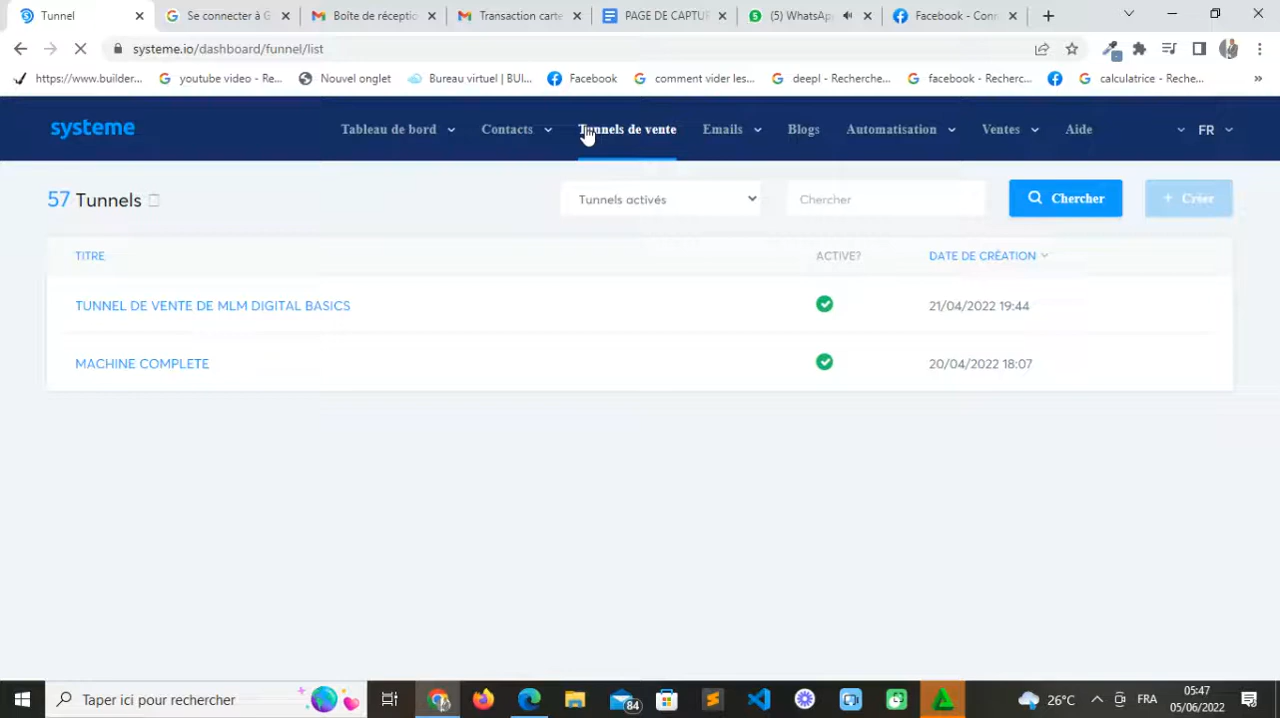 Tunnel
Se connecter à G
Boîte de réceptio
Transaction carte
PAGE DE CAPTUR
(5) WhatsApp
Facebook - Conn
systeme.io/dashboard/funnel/list
https://www.builder...
youtube video - Re...
Nouvel onglet
Bureau virtuel | BUI...
Facebook
comment vider les...
deepl - Recherche...
facebook - Recherc...
calculatrice - Reche...
»
systeme
Tableau de bord
Contacts
Tunnels de vente
Emails
Blogs
Automatisation
Ventes
Aide
FR
57 Tunnels
Tunnels activés
Chercher
Chercher
+ Créer
TITRE
ACTIVE?
DATE DE CRÉATION
TUNNEL DE VENTE DE MLM DIGITAL BASICS
21/04/2022 19:44
MACHINE COMPLETE
20/04/2022 18:07
Taper ici pour rechercher
84
26°C
FRA
05:47
05/06/2022